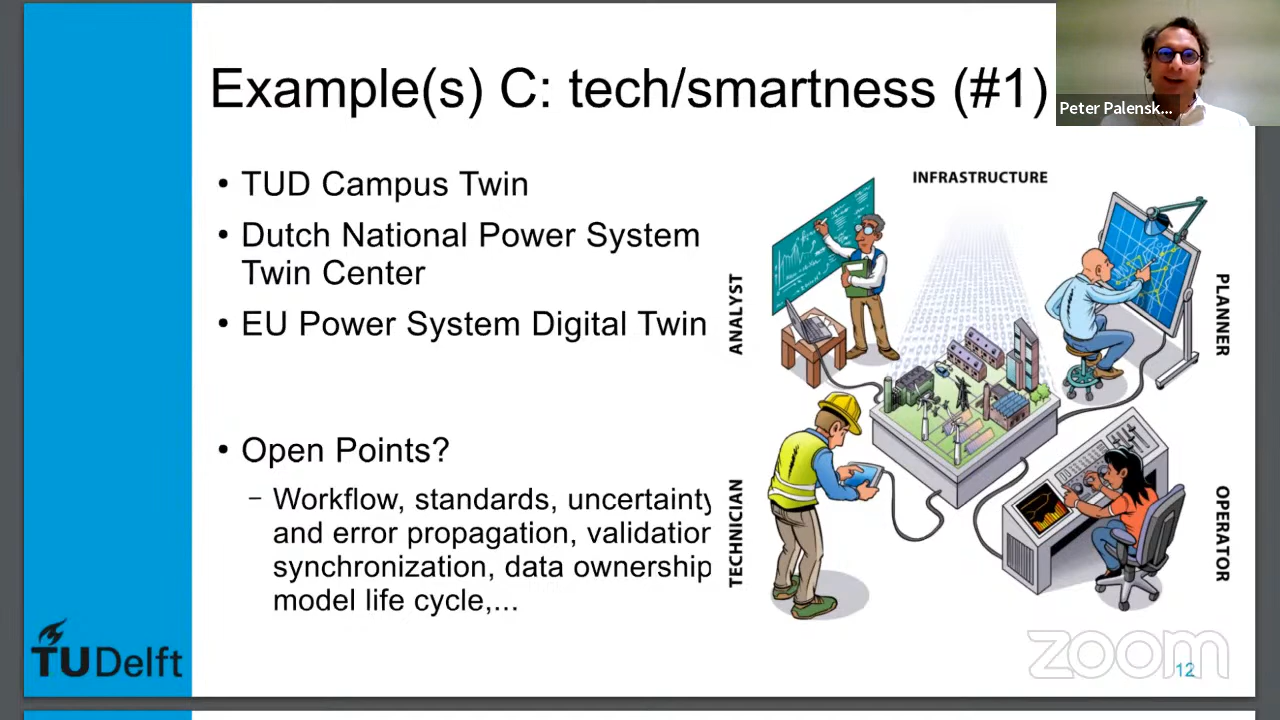 Example(s) C: tech/smartness (#1)
Peter Palensk...
• TUD Campus Twin
• Dutch National Power System
Twin Center
• EU Power System Digital Twin
• Open Points?
– Workflow, standards, uncertainty
and error propagation, validation
synchronization, data ownership
model life cycle,...
INFRASTRUCTURE
ANALYST
PLANNER
TECHNICIAN
OPERATOR
TUDelft
zoom
12